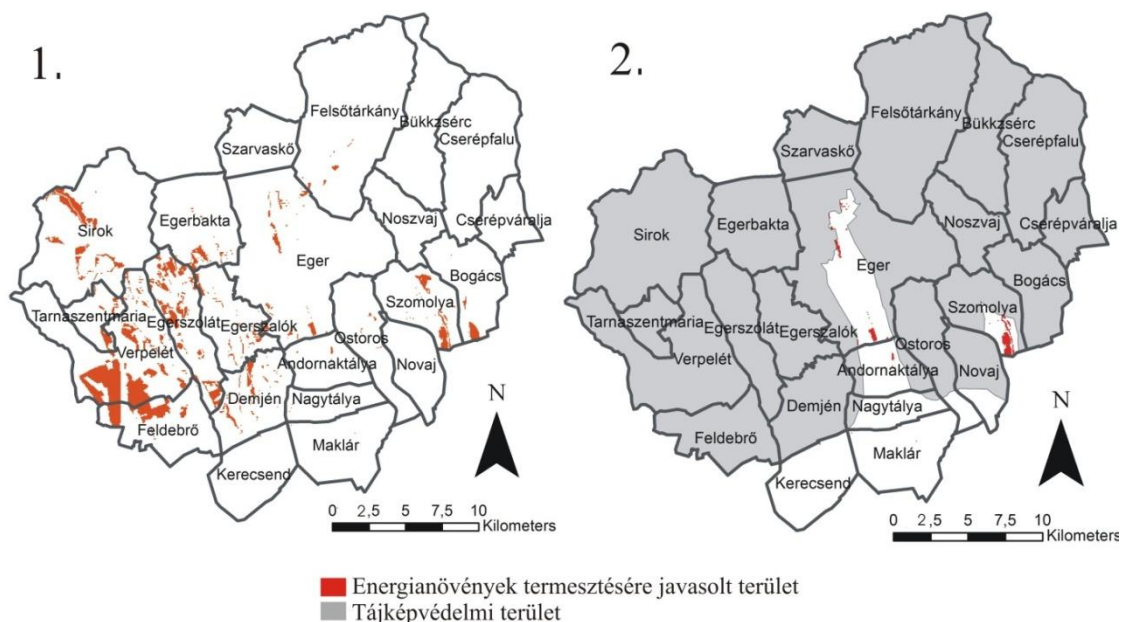 1.
Felsőtárkány
Bükkzsérc
Cserépfalu
Szarvaskő
Sirok
Egerbakta
Noszvaj
Cserépváralja
Eger
Bogács
Szomolya
Tarnaszentmária
Egerszólát
Egerszalók
Ostoros
Verpelét
Andornaktálya
Novaj
Demjén
Nagytálya
Feldebrő
Maklár
Kerecsend
N
0 2,5 5 7,5 10
Kilometers
2.
Felsőtárkány
Bükkzsérc
Cserépfalu
Szarvaskő
Sirok
Egerbakta
Noszvaj
Cserépváralja
Eger
Bogács
Szomolya
Tarnaszentmária
Egerszólát
Egerszalók
Ostoros
Verpelét
Andornaktálya
Novaj
Demjén
Nagytálya
Feldebrő
Maklár
Kerecsend
N
0 2,5 5 7,5 10
Kilometers
Energianövények termesztésére javasolt terület
Tájképvédelmi terület